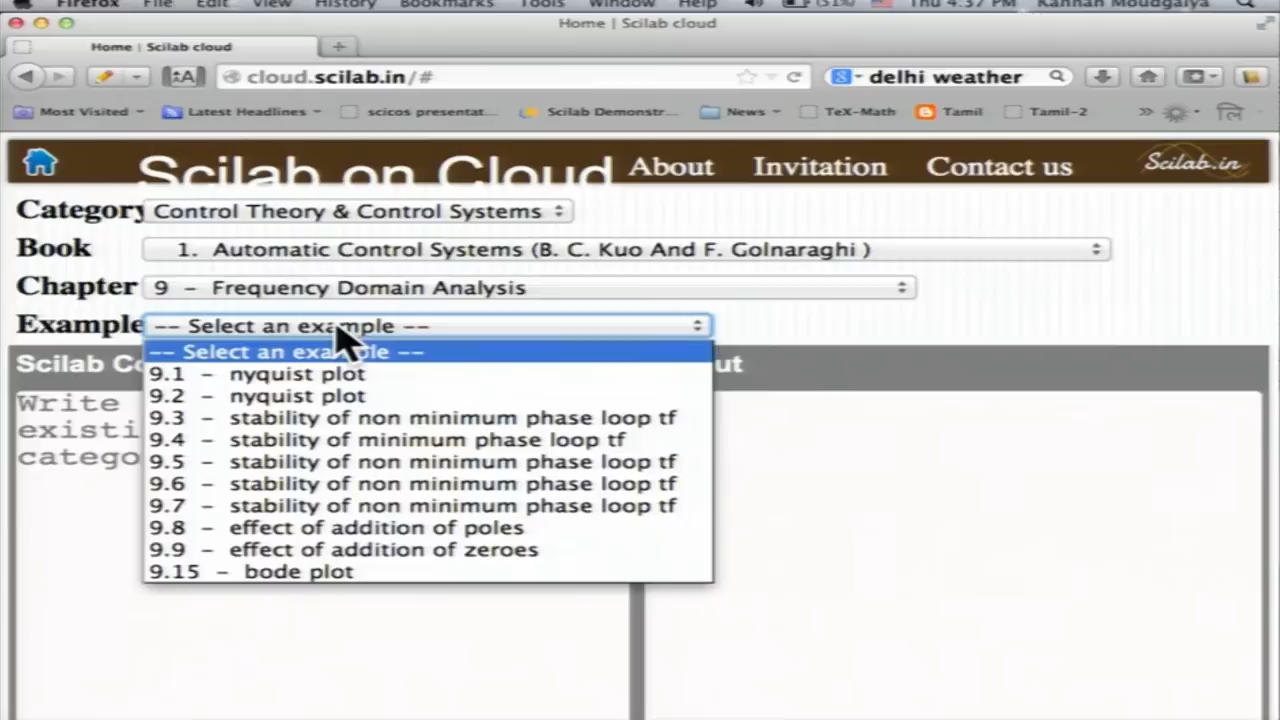 Firefox File Edit View History Bookmarks Tools Window Help Thu 4:37 PM Kannan Moudgalya
Home | Scilab cloud
Home | Scilab cloud
cloud.scilab.in/# delhi weather
Most Visited Latest Headlines scicos presentat... Scilab Demonstr... News TeX-Math Tamil Tamil-2
Scilab on Cloud About Invitation Contact us Scilab.in
Category Control Theory & Control Systems
Book 1. Automatic Control Systems (B. C. Kuo And F. Golnaraghi )
Chapter 9 - Frequency Domain Analysis
Example -- Select an example --
-- Select an example --
Scilab Co ut
9.1 - nyquist plot
9.2 - nyquist plot
Write
9.3 - stability of non minimum phase loop tf
existi
9.4 - stability of minimum phase loop tf
catego
9.5 - stability of non minimum phase loop tf
9.6 - stability of non minimum phase loop tf
9.7 - stability of non minimum phase loop tf
9.8 - effect of addition of poles
9.9 - effect of addition of zeroes
9.15 - bode plot